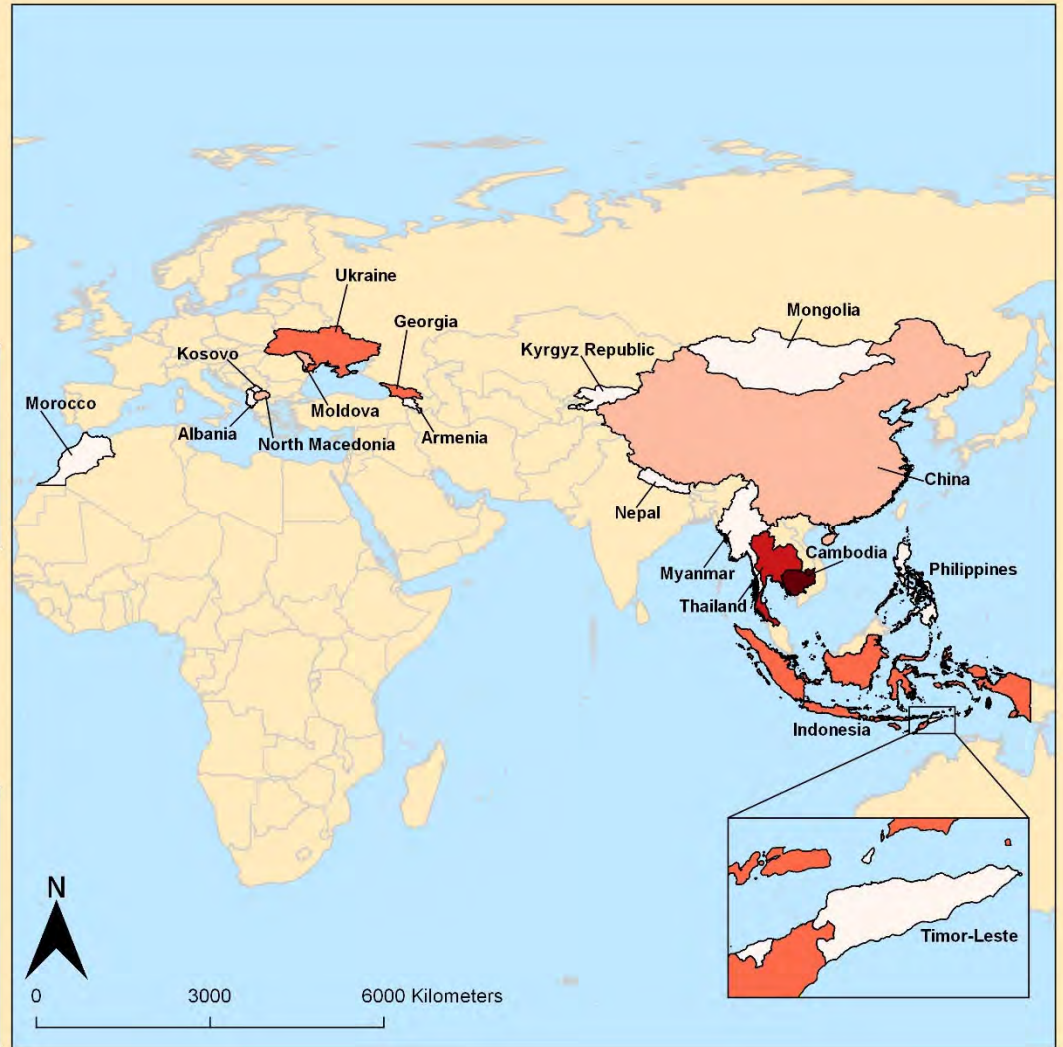 Ukraine
Georgia
Mongolia
Kosovo
Kyrgyz Republic
Morocco
Moldova
Albania
Armenia
North Macedonia
China
Nepal
Cambodia
Myanmar
Philippines
Thailand
Indonesia
N
Timor-Leste
0 3000 6000 Kilometers